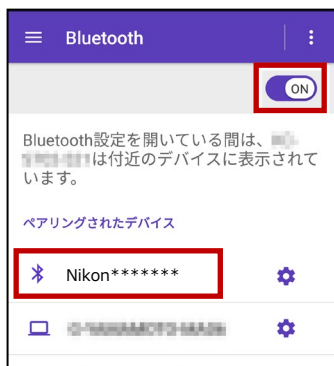 Bluetooth
ON
Bluetooth設定を開いている間は、
は付近のデバイスに表示されて
います。
ペアリングされたデバイス
Nikon*******